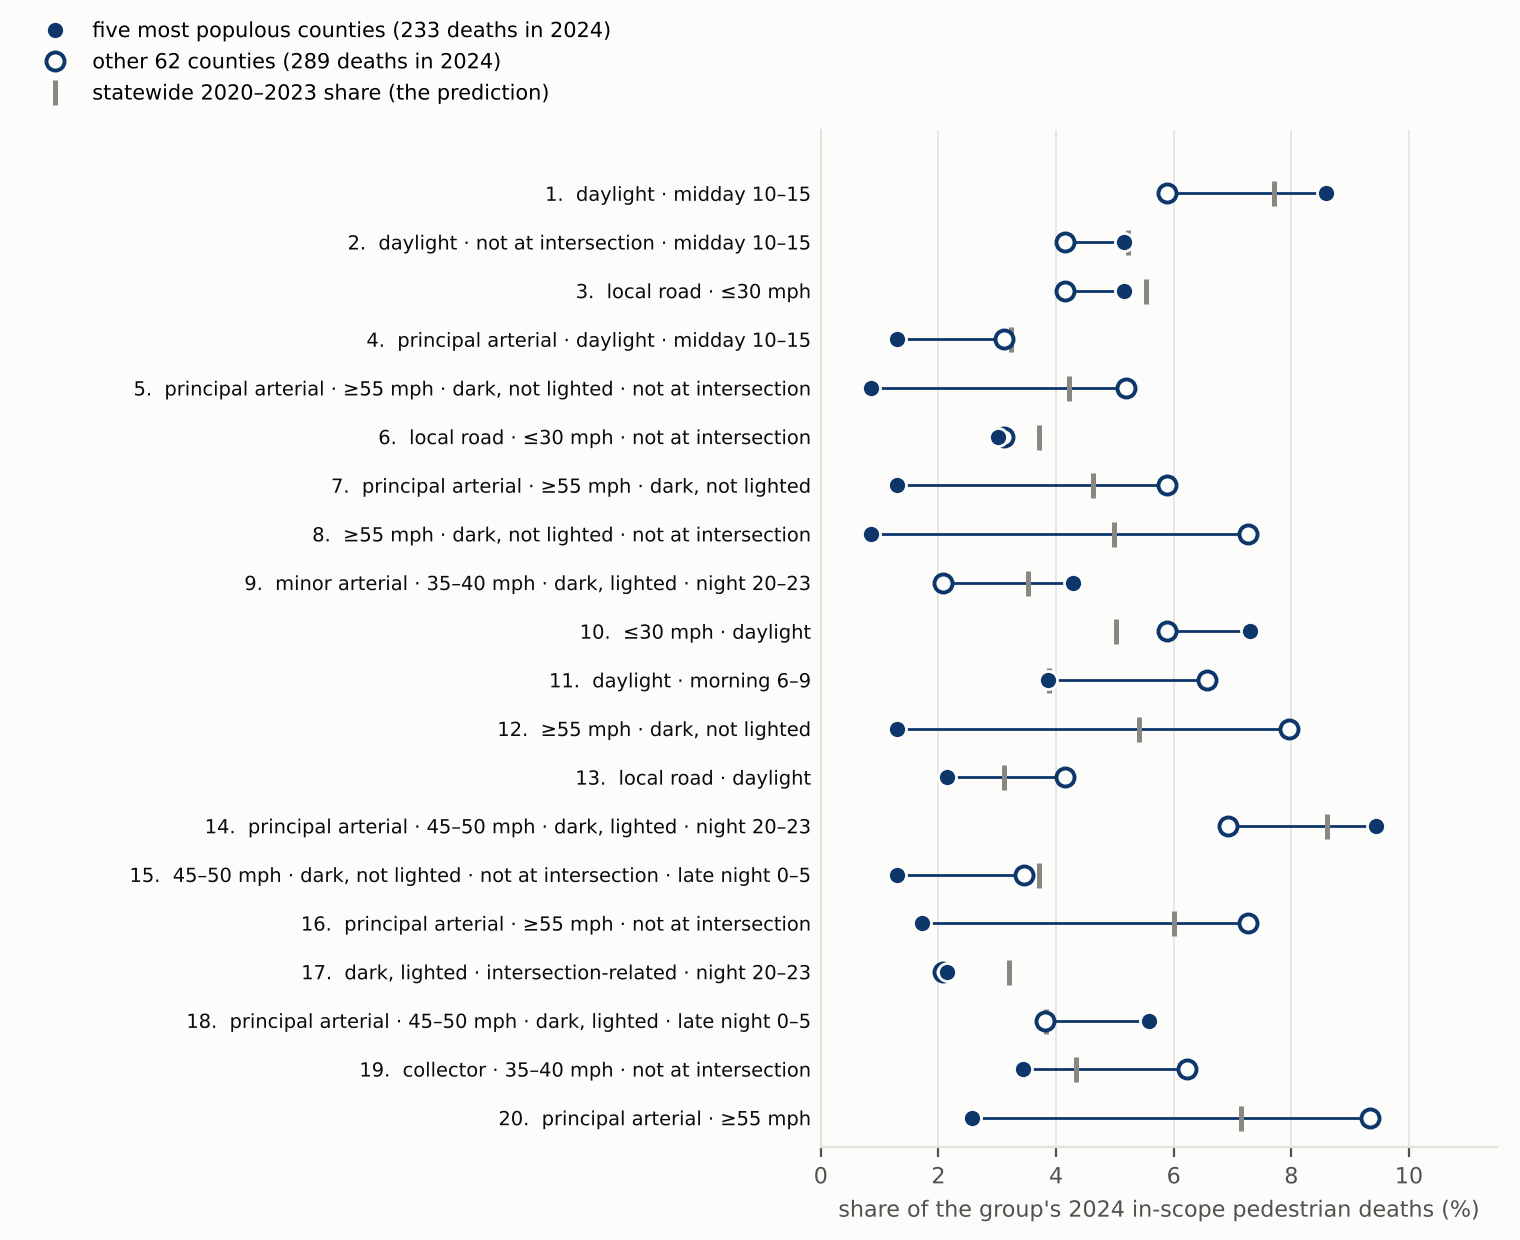 five most populous counties (233 deaths in 2024)
other 62 counties (289 deaths in 2024)
statewide 2020–2023 share (the prediction)
1. daylight · midday 10–15
2. daylight · not at intersection · midday 10–15
3. local road · ≤30 mph
4. principal arterial · daylight · midday 10–15
5. principal arterial · ≥55 mph · dark, not lighted · not at intersection
6. local road · ≤30 mph · not at intersection
7. principal arterial · ≥55 mph · dark, not lighted
8. ≥55 mph · dark, not lighted · not at intersection
9. minor arterial · 35–40 mph · dark, lighted · night 20–23
10. ≤30 mph · daylight
11. daylight · morning 6–9
12. ≥55 mph · dark, not lighted
13. local road · daylight
14. principal arterial · 45–50 mph · dark, lighted · night 20–23
15. 45–50 mph · dark, not lighted · not at intersection · late night 0–5
16. principal arterial · ≥55 mph · not at intersection
17. dark, lighted · intersection-related · night 20–23
18. principal arterial · 45–50 mph · dark, lighted · late night 0–5
19. collector · 35–40 mph · not at intersection
20. principal arterial · ≥55 mph
0 2 4 6 8 10
share of the group's 2024 in-scope pedestrian deaths (%)